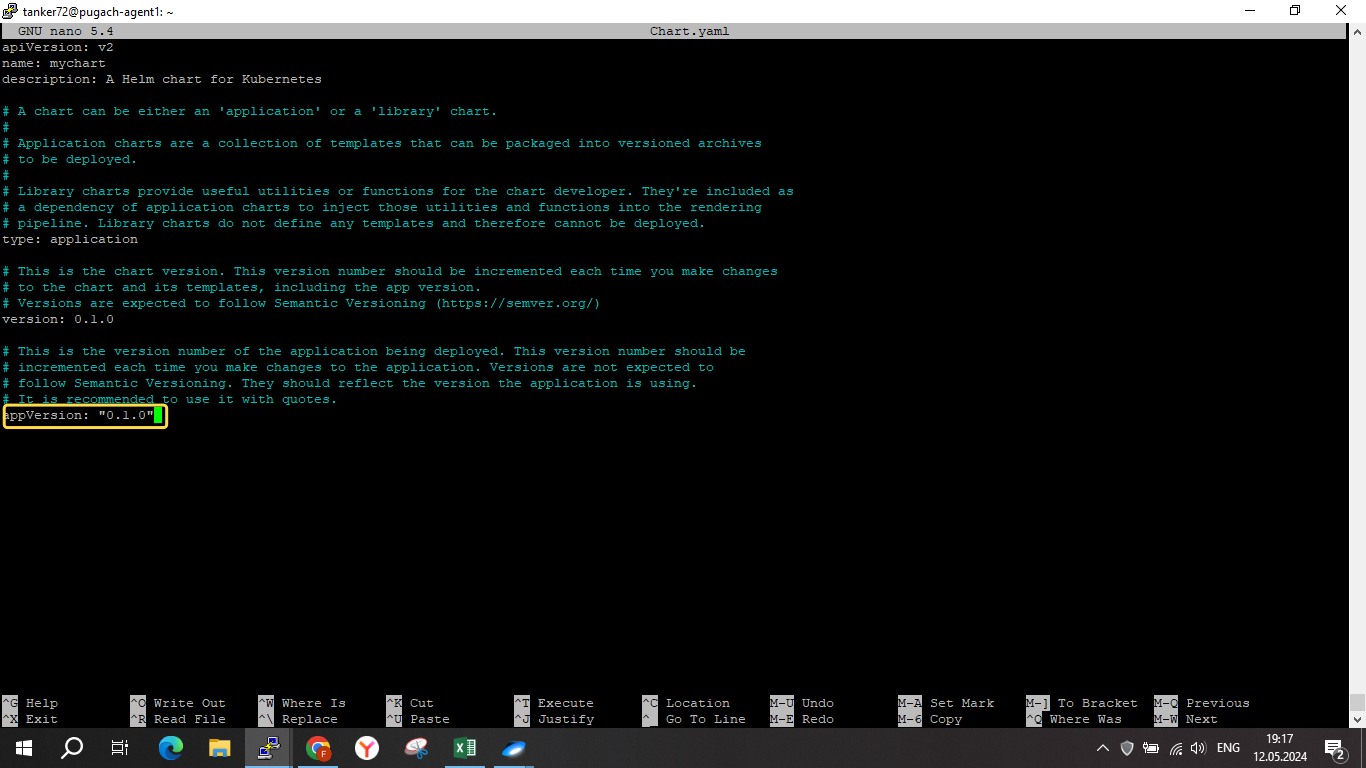 tanker72@pugach-agent1: ~
GNU nano 5.4 Chart.yaml
apiVersion: v2
name: mychart
description: A Helm chart for Kubernetes
# A chart can be either an 'application' or a 'library' chart.
#
# Application charts are a collection of templates that can be packaged into versioned archives
# to be deployed.
#
# Library charts provide useful utilities or functions for the chart developer. They're included as
# a dependency of application charts to inject those utilities and functions into the rendering
# pipeline. Library charts do not define any templates and therefore cannot be deployed.
type: application
# This is the chart version. This version number should be incremented each time you make changes
# to the chart and its templates, including the app version.
# Versions are expected to follow Semantic Versioning (https://semver.org/)
version: 0.1.0
# This is the version number of the application being deployed. This version number should be
# incremented each time you make changes to the application. Versions are not expected to
# follow Semantic Versioning. They should reflect the version the application is using.
# It is recommended to use it with quotes.
appVersion: "0.1.0"
^G Help ^O Write Out ^W Where Is ^K Cut ^T Execute ^C Location M-U Undo M-A Set Mark M-] To Bracket M-Q Previous
^X Exit ^R Read File ^\ Replace ^U Paste ^J Justify ^_ Go To Line M-E Redo M-6 Copy ^Q Where Was M-W Next
ENG
19:17
12.05.2024
2